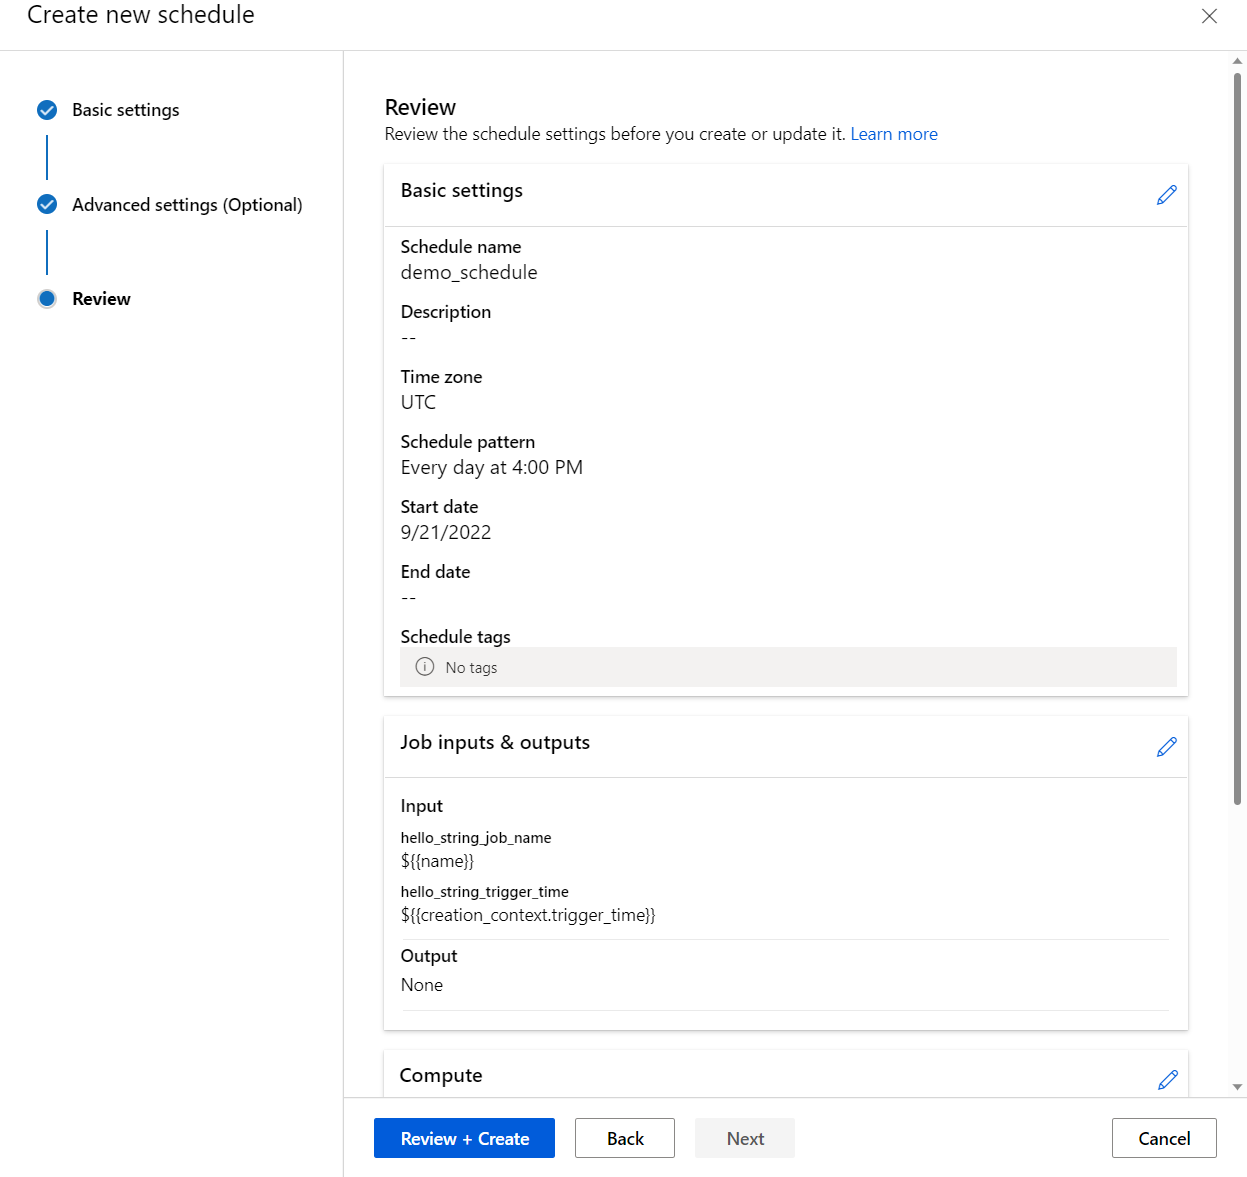 Create new schedule
Basic settings
Advanced settings (Optional)
Review
Review
Review the schedule settings before you create or update it. Learn more
Basic settings
Schedule name
demo_schedule
Description
--
Time zone
UTC
Schedule pattern
Every day at 4:00 PM
Start date
9/21/2022
End date
--
Schedule tags
No tags
Job inputs & outputs
Input
hello_string_job_name
${{name}}
hello_string_trigger_time
${{creation_context.trigger_time}}
Output
None
Compute
Review + Create
Back
Next
Cancel